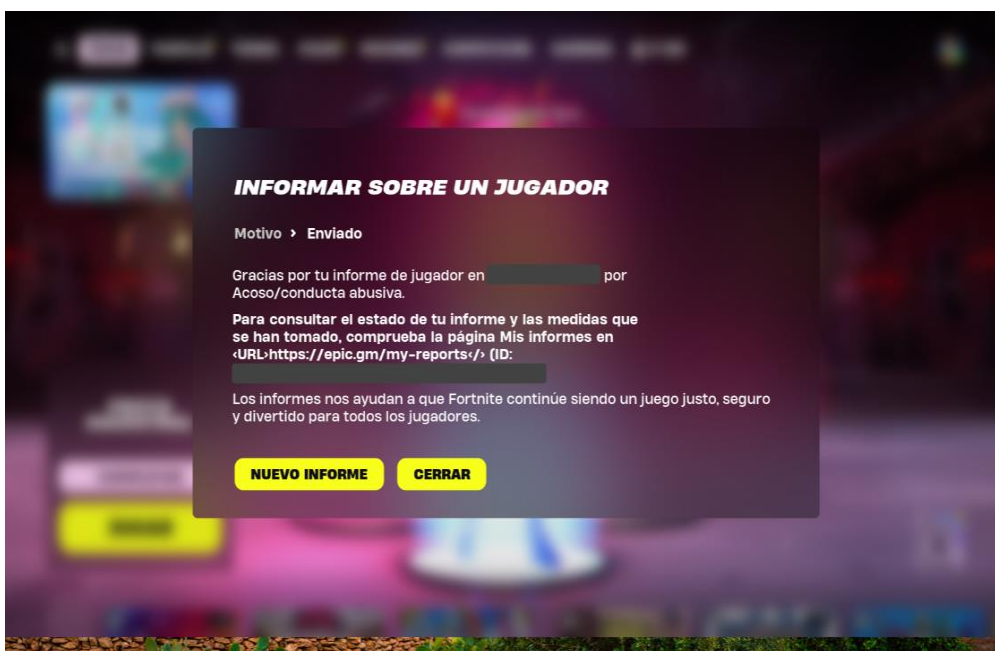 INFORMAR SOBRE UN JUGADOR
Motivo › Enviado
Gracias por tu informe de jugador en por
Acoso/conducta abusiva.
Para consultar el estado de tu informe y las medidas que
se han tomado, comprueba la página Mis informes en
‹URL›https://epic.gm/my-reports‹/› (ID:
Los informes nos ayudan a que Fortnite continúe siendo un juego justo, seguro
y divertido para todos los jugadores.
NUEVO INFORME CERRAR